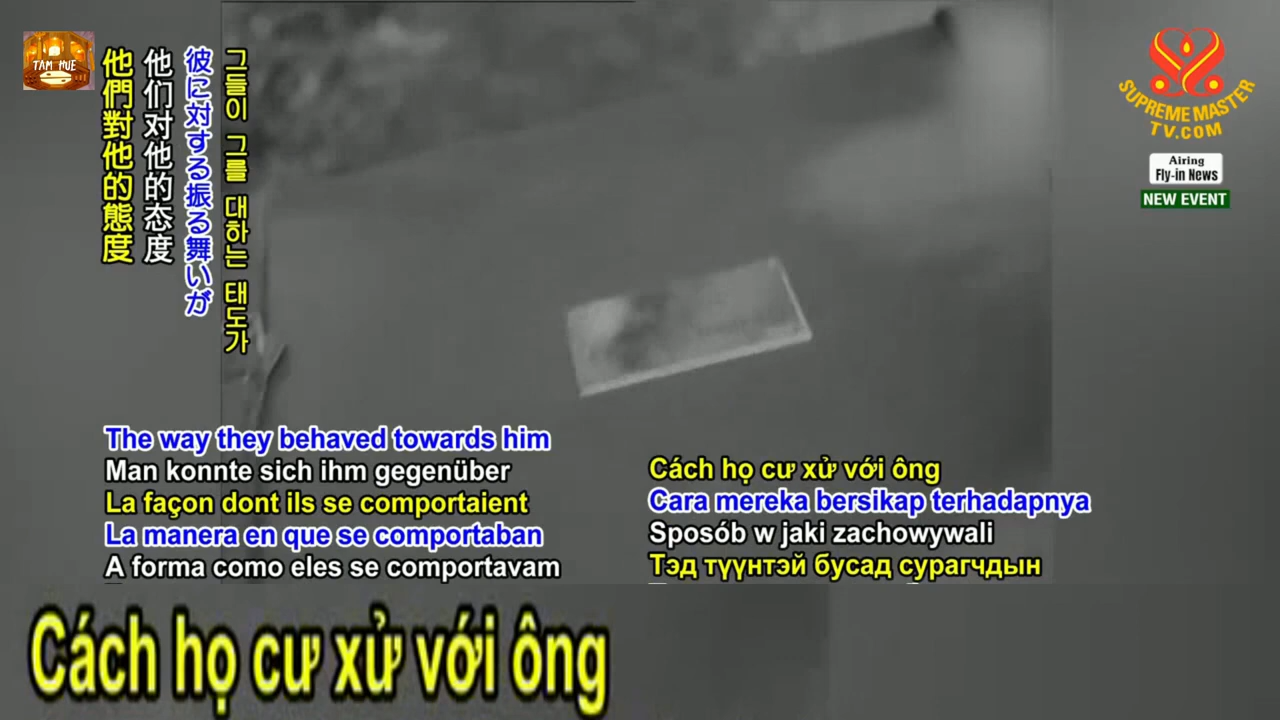 TÂM HUE
他們對他的態度
他们对他的态度
彼に対する振る舞いが
그들이 그를 대하는 태도가
SUPREME MASTER
TV.COM
Airing
Fly-in News
NEW EVENT
The way they behaved towards him
Man konnte sich ihm gegenüber
La façon dont ils se comportaient
La manera en que se comportaban
A forma como eles se comportavam
Cách họ cư xử với ông
Cara mereka bersikap terhadapnya
Sposób w jaki zachowywali
Тэд түүнтэй бусад сурагчдын
Cách họ cư xử với ông